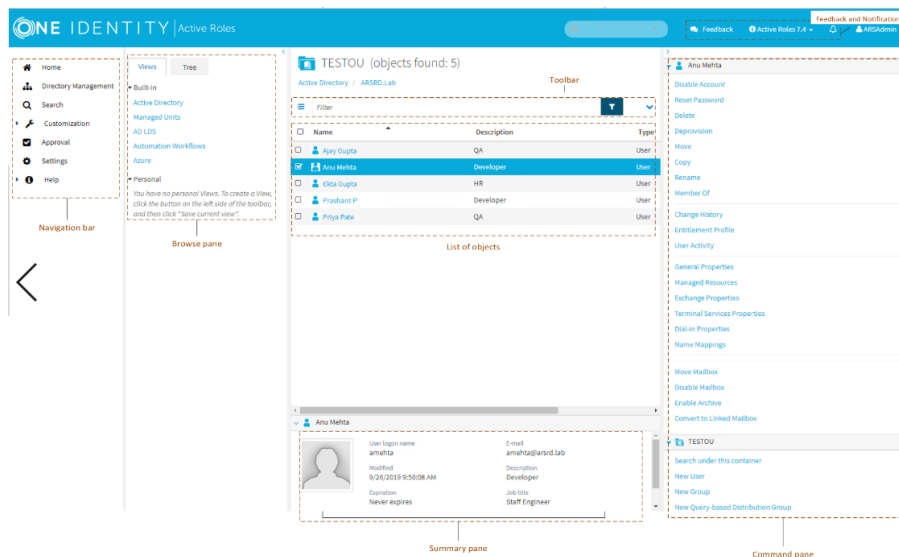 ONE IDENTITY Active Roles
Feedback and Notification
Feedback
Active Roles 7.4
ARSAdmin
Home
Directory Management
Search
Customization
Approval
Settings
Help
Navigation bar
Views
Tree
Built-in
Active Directory
Managed Units
AD LDS
Automation Workflows
Azure
Personal
You have no personal Views. To create a View,
click the button on the left side of the toolbar,
and then click "Save current view".
Browse pane
TESTOU (objects found: 5)
Active Directory / ARSRD.Lab
Toolbar
Filter
Name Description Type
Ajay Gupta QA User
Anu Mehta Developer User
Ekta Gupta HR User
Prashant P Developer User
Priya Pate QA User
List of objects
Anu Mehta
User logon name
amehta
E-mail
amehta@arsrd.lab
Modified
9/26/2019 9:50:08 AM
Description
Developer
Expiration
Never expires
Job title
Staff Engineer
Summary pane
Anu Mehta
Disable Account
Reset Password
Delete
Deprovision
Move
Copy
Rename
Member Of
Change History
Entitlement Profile
User Activity
General Properties
Managed Resources
Exchange Properties
Terminal Services Properties
Dial-in Properties
Name Mappings
Move Mailbox
Disable Mailbox
Enable Archive
Convert to Linked Mailbox
TESTOU
Search under this container
New User
New Group
New Query-based Distribution Group
Command pane